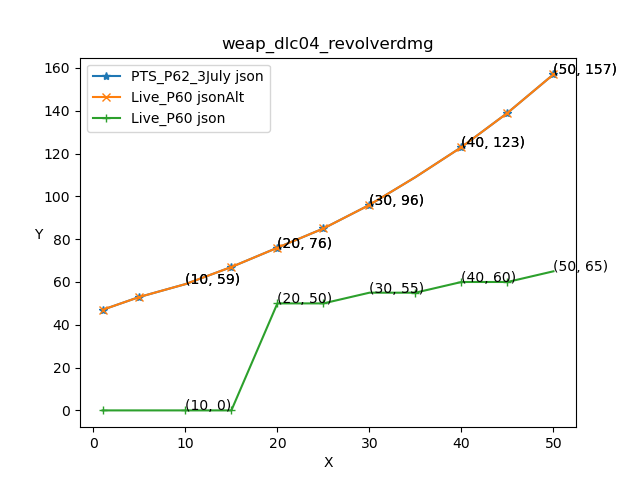 weap_dlc04_revolverdmg
PTS_P62_3July json
Live_P60 jsonAlt
Live_P60 json
160
140
120
100
80
60
40
20
0
Y
(50, 157)
(40, 123)
(30, 96)
(20, 76)
(10, 59)
(50, 65)
(40, 60)
(30, 55)
(20, 50)
(10, 0)
0 10 20 30 40 50
X